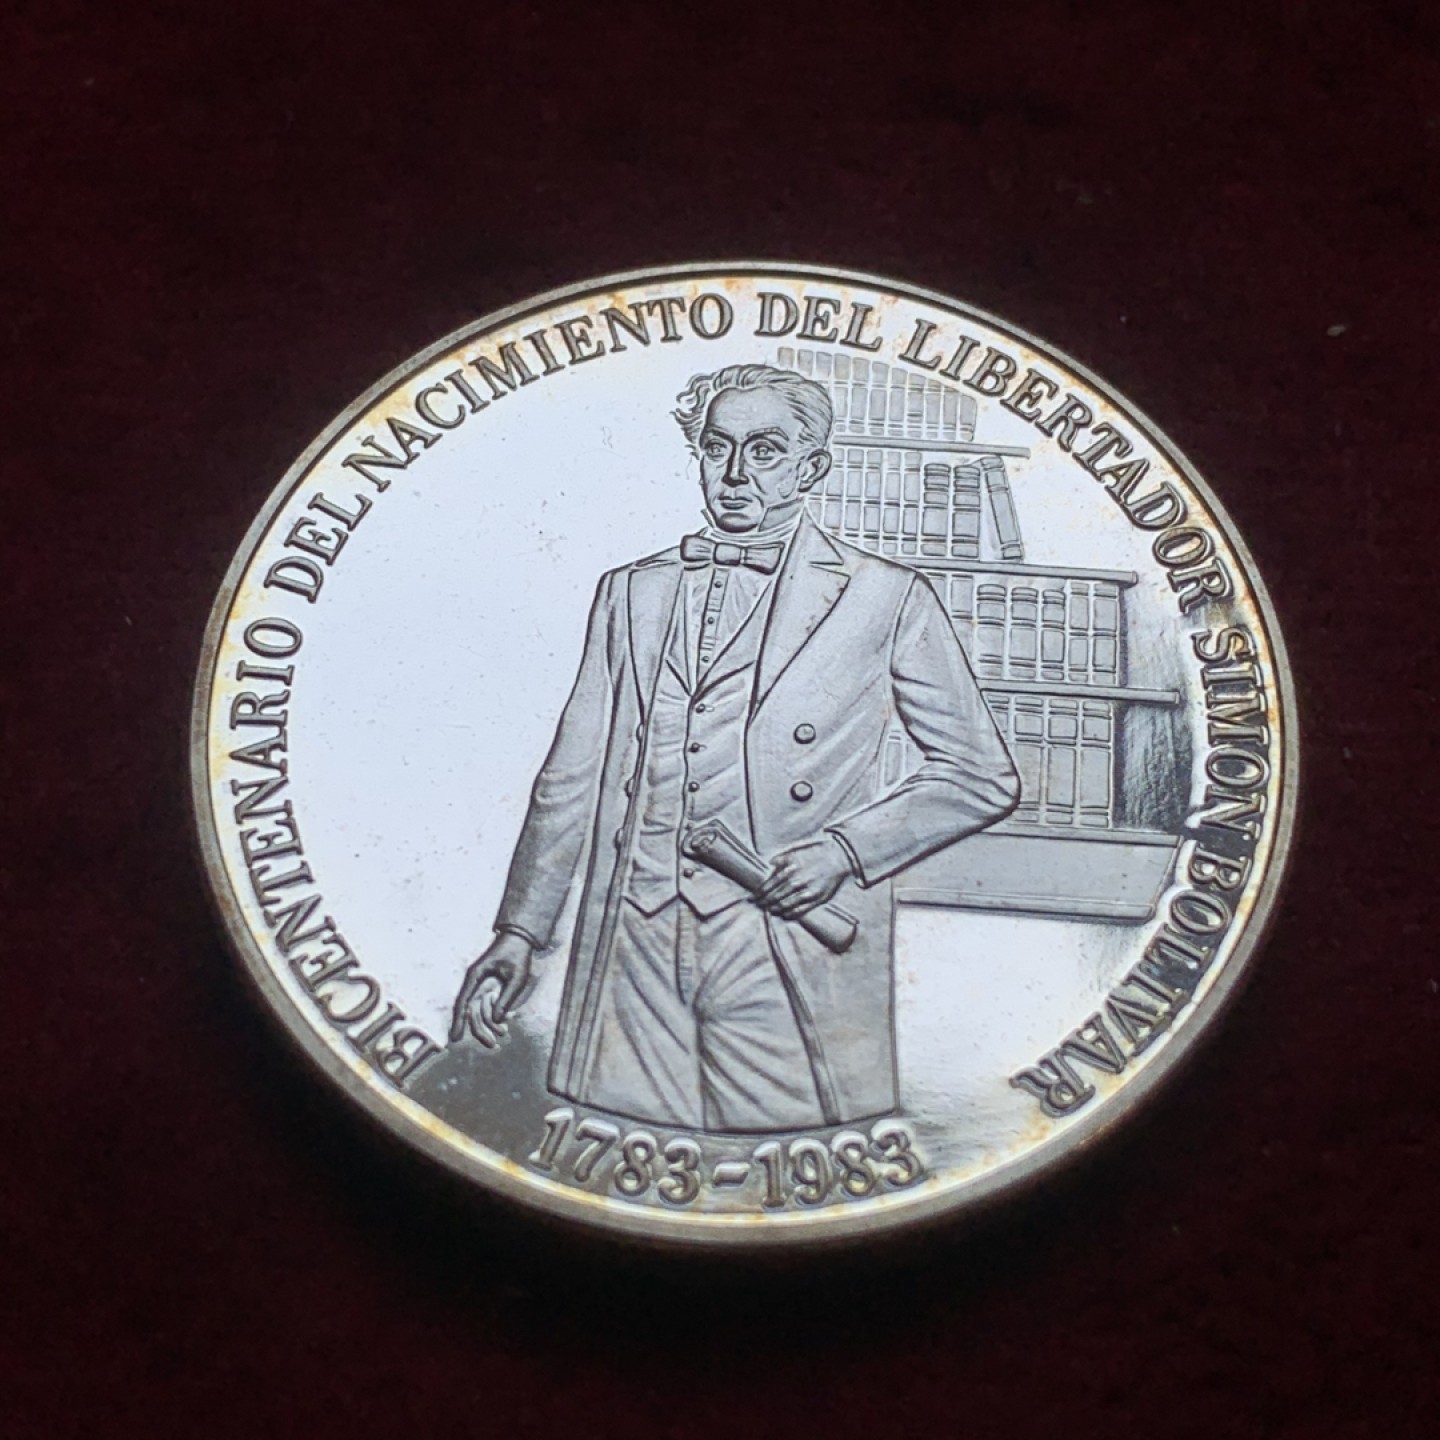 BICENTENARIO DEL NACIMIENTO DEL LIBERTADOR SIMON BOLIVAR
1783-1983